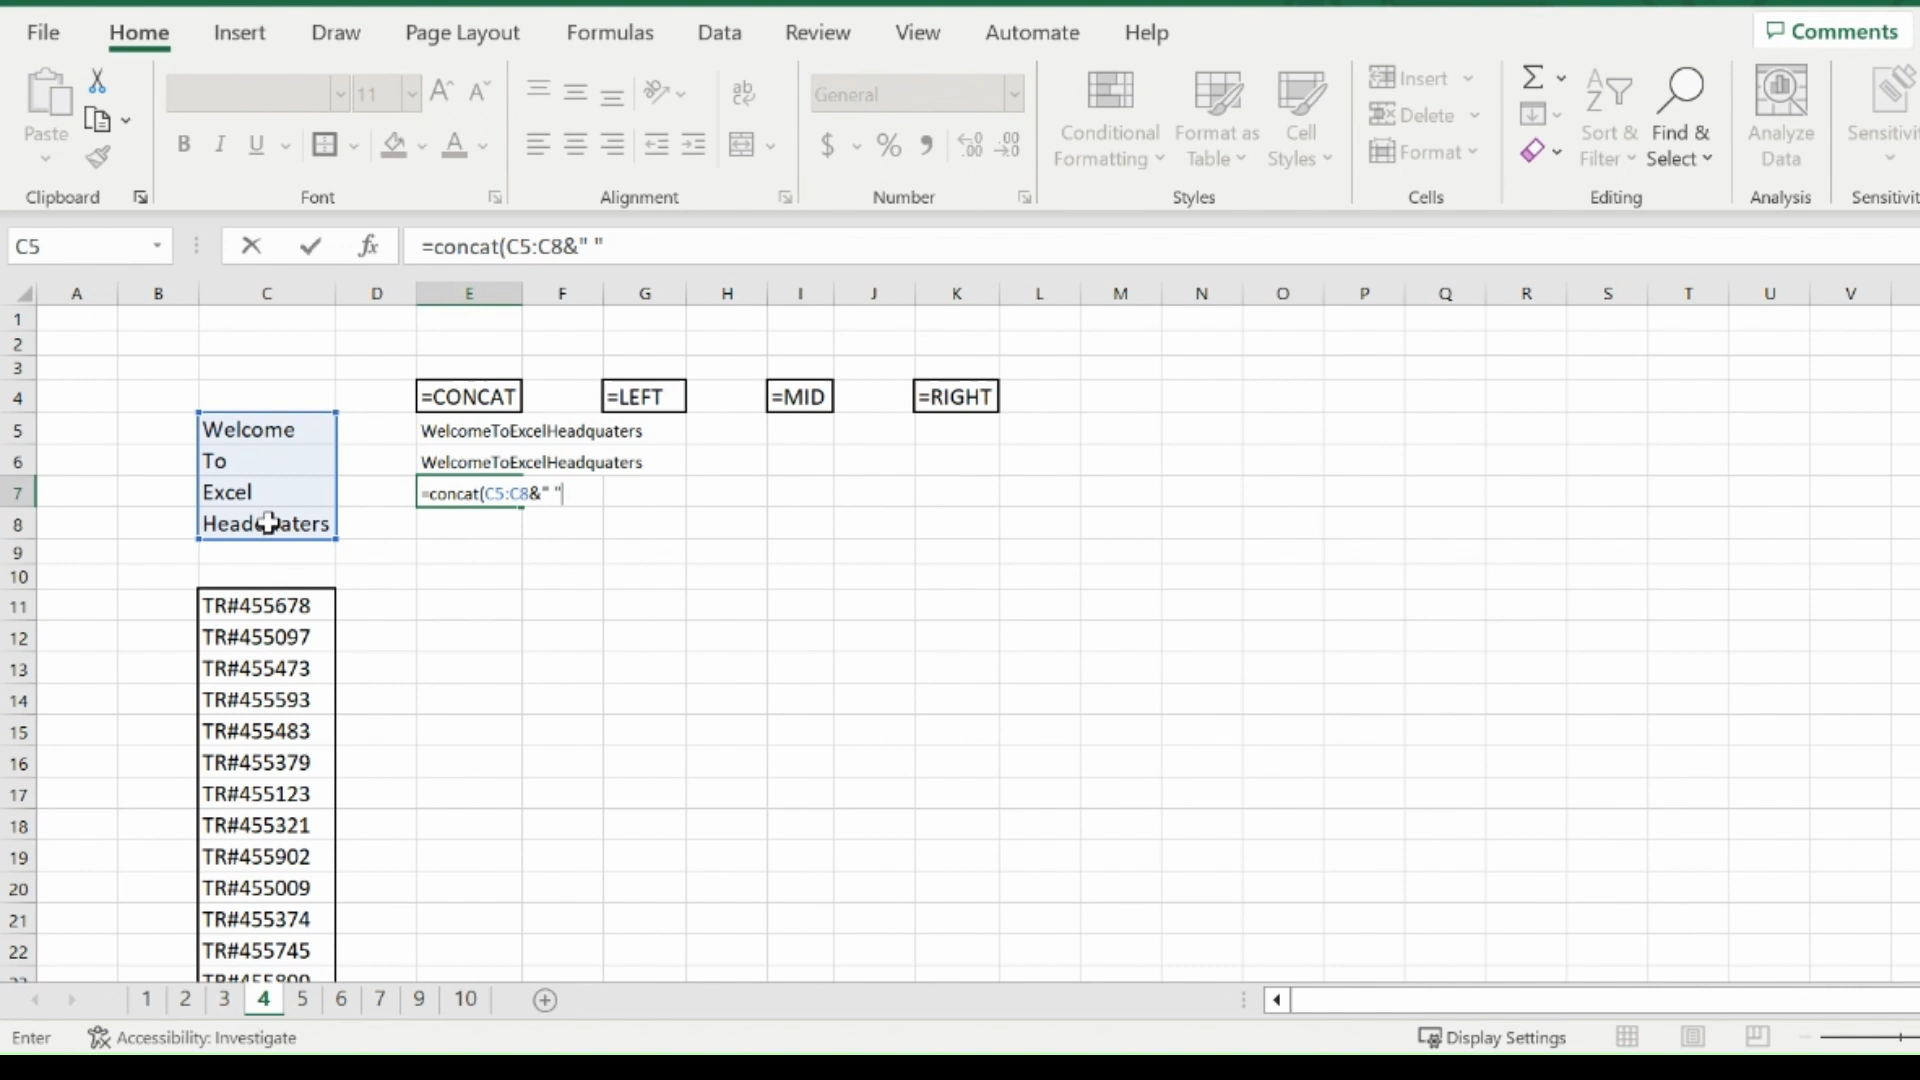 File Home Insert Draw Page Layout Formulas Data Review View Automate Help Comments
Paste
Clipboard
11
B I U
Font
Alignment
General
$ %
Number
Conditional Formatting
Format as Table
Cell Styles
Styles
Insert
Delete
Format
Cells
Sort & Filter
Find & Select
Editing
Analyze Data
Analysis
Sensitivit
Sensitivit
C5 fx =concat(C5:C8&" "
A B C D E F G H I J K L M N O P Q R S T U V
1
2
3
4 =CONCAT =LEFT =MID =RIGHT
5 Welcome WelcomeToExcelHeadquaters
6 To WelcomeToExcelHeadquaters
7 Excel =concat(C5:C8&" "
8 Headquaters
9
10
11 TR#455678
12 TR#455097
13 TR#455473
14 TR#455593
15 TR#455483
16 TR#455379
17 TR#455123
18 TR#455321
19 TR#455902
20 TR#455009
21 TR#455374
22 TR#455745
1 2 3 4 5 6 7 9 10
Enter Accessibility: Investigate Display Settings